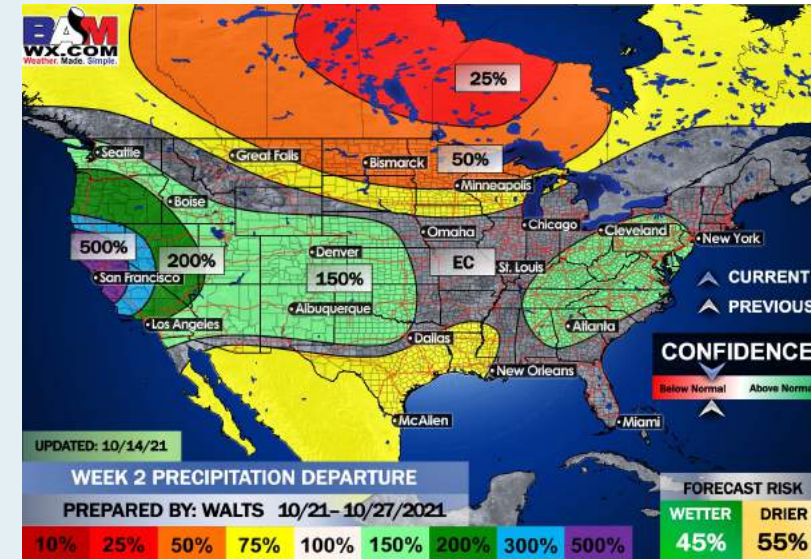 BAM
WX.COM
Weather. Made. Simple.
25%
Seattle
Great Falls
Bismarck
50%
Minneapolis
Boise
Omaha
Chicago
Cleveland
New York
500%
200%
Denver
EC
St. Louis
San Francisco
150%
CURRENT
Albuquerque
PREVIOUS
Los Angeles
Dallas
Atlanta
CONFIDENCE
New Orleans
Below Normal Above Norma
McAllen
Miami
UPDATED: 10/14/21
WEEK 2 PRECIPITATION DEPARTURE
PREPARED BY: WALTS 10/21– 10/27/2021
FORECAST RISK
WETTER DRIER
45% 55%
10% 25% 50% 75% 100% 150% 200% 300% 500%